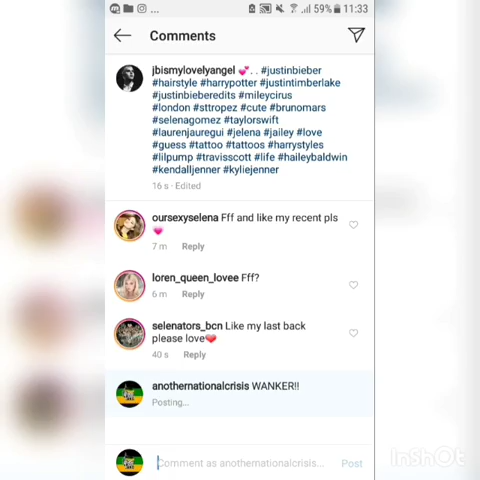 ... 59% 11:33
Comments
jbismylovelyangel 💕. . #justinbieber
#hairstyle #harrypotter #justintimberlake
#justinbieberedits #mileycirus
#london #sttropez #cute #brunomars
#selenagomez #taylorswift
#laurenjauregui #jelena #jailey #love
#guess #tattoo #tattoos #harrystyles
#lilpump #travisscott #life #haileybaldwin
#kendalljenner #kyliejenner
16 s · Edited
oursexyselena Fff and like my recent pls
💗
7 m Reply
loren_queen_lovee Fff?
6 m Reply
selenators_bcn Like my last back
please love❤
40 s Reply
anothernationalcrisis WANKER!!
Posting...
Comment as anothernationalcrisis... Post
InShOt